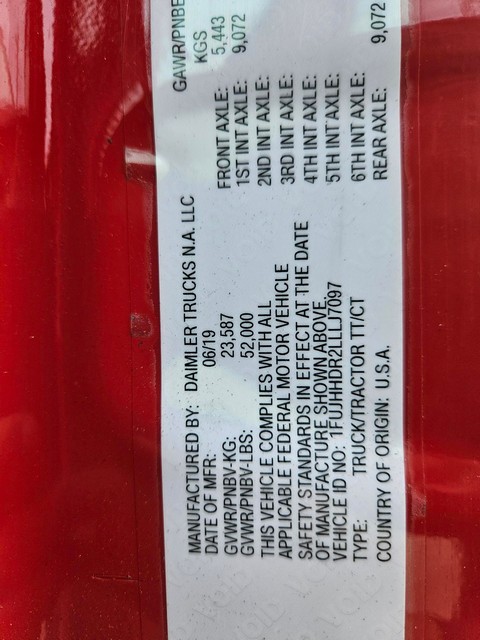 MANUFACTURED BY: DAIMLER TRUCKS N.A. LLC
DATE OF MFR: 06/19
GVWR/PNBV-KG: 23,587
GVWR/PNBV-LBS: 52,000
THIS VEHICLE COMPLIES WITH ALL
APPLICABLE FEDERAL MOTOR VEHICLE
SAFETY STANDARDS IN EFFECT AT THE DATE
OF MANUFACTURE SHOWN ABOVE.
VEHICLE ID NO: 1FUJHHDR2LLLJ7097
TYPE: TRUCK/TRACTOR TT/CT
COUNTRY OF ORIGIN: U.S.A.
GAWR/PNBE
KGS
FRONT AXLE: 5,443
1ST INT AXLE: 9,072
2ND INT AXLE:
3RD INT AXLE:
4TH INT AXLE:
5TH INT AXLE:
6TH INT AXLE:
REAR AXLE: 9,072
VOID